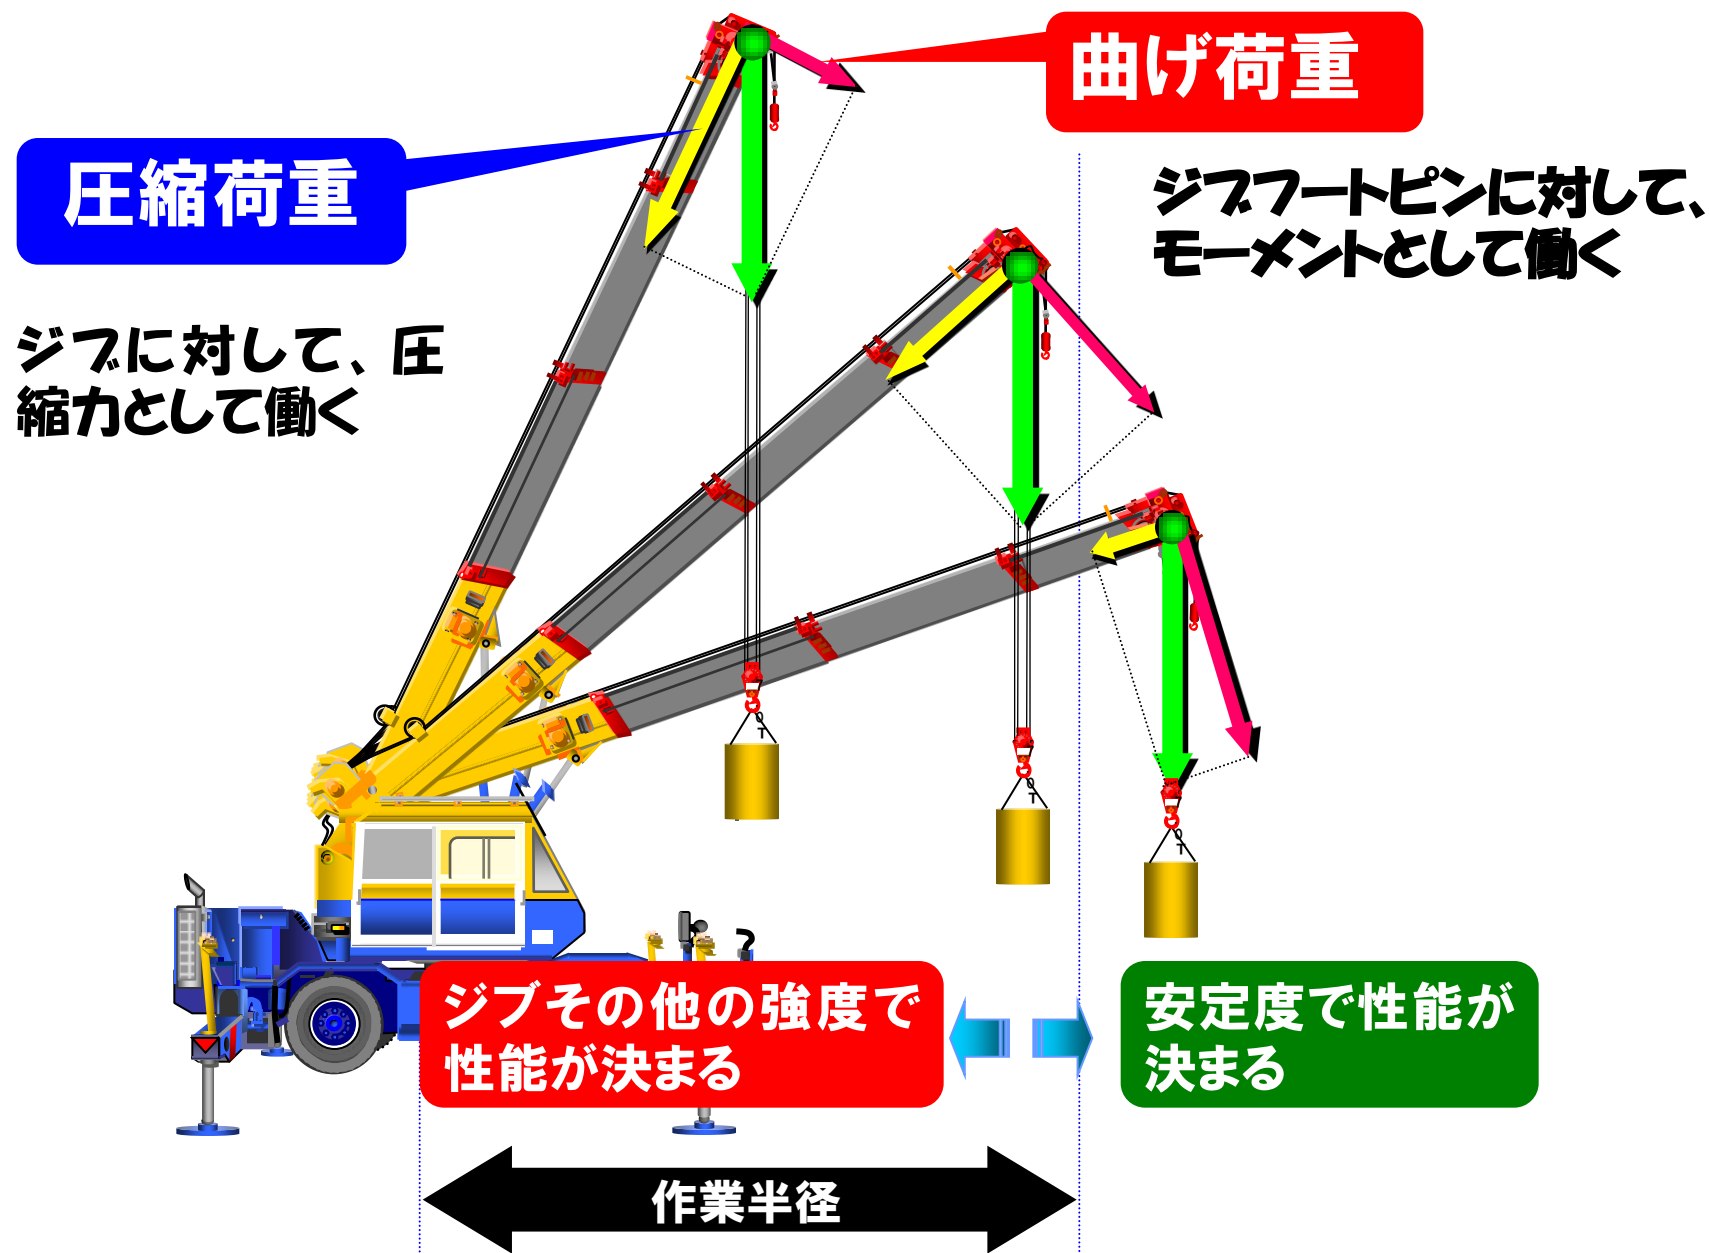 曲げ荷重
圧縮荷重
ジブフートピンに対して、
モーメントとして働く
ジブに対して、圧
縮力として働く
0
T
0
T
0
T
ジブその他の強度で
性能が決まる
安定度で性能が
決まる
作業半径